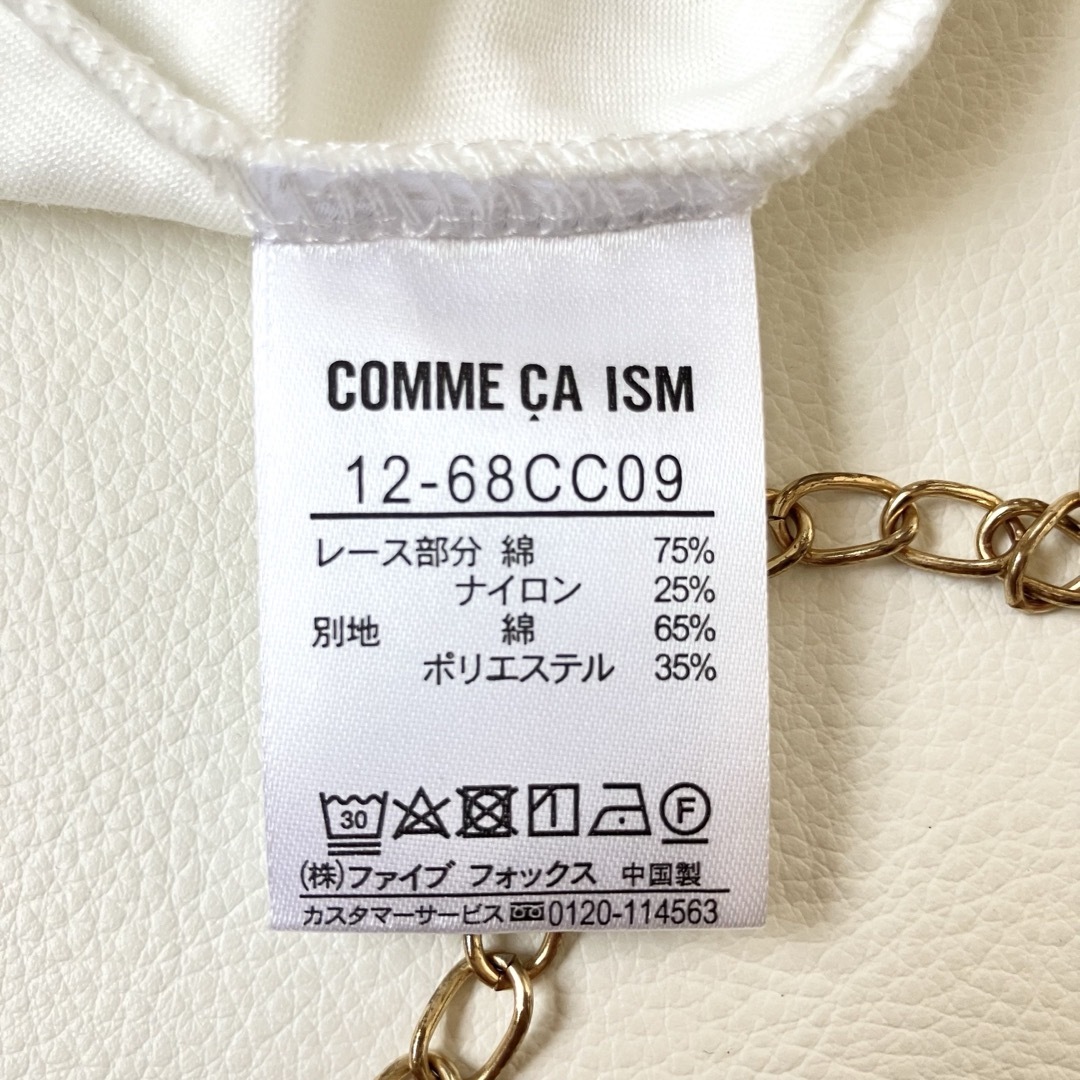 COMME ÇA ISM
12-68CC09
レース部分 綿 75%
ナイロン 25%
別地 綿 65%
ポリエステル 35%
30 F
(株)ファイブ フォックス 中国製
カスタマーサービス 0120-114563